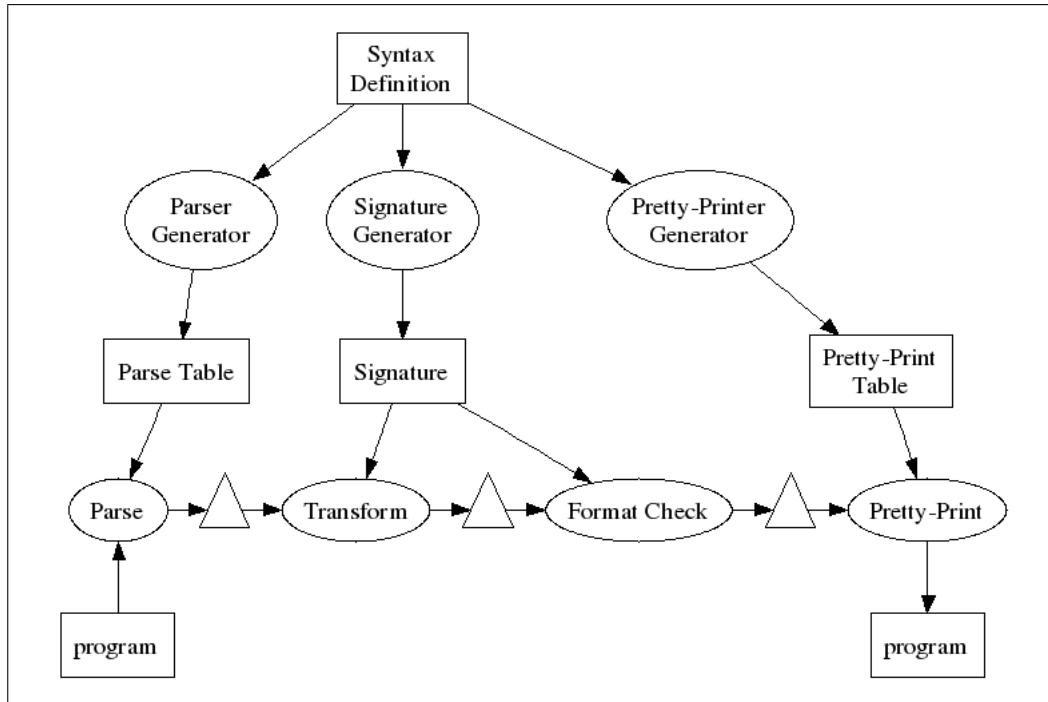 Syntax
Definition
Parser
Generator
Signature
Generator
Pretty-Printer
Generator
Parse Table
Signature
Pretty-Print
Table
Parse
Transform
Format Check
Pretty-Print
program
program